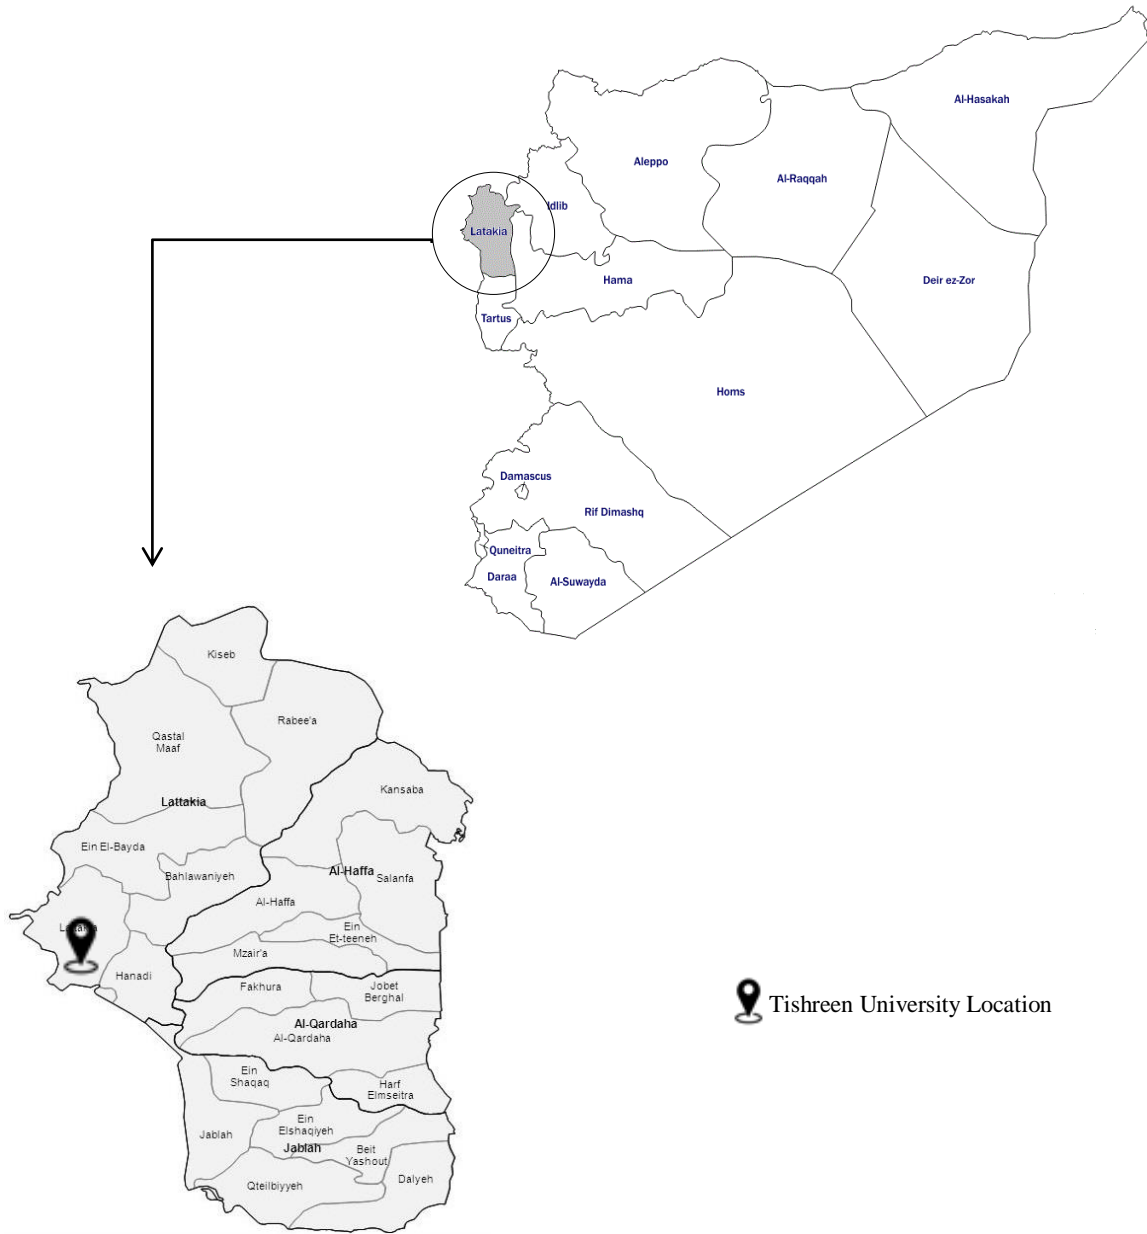 Al-Hasakah
Aleppo
Al-Raqqah
Idlib
Latakia
Hama
Deir ez-Zor
Tartus
Homs
Damascus
Rif Dimashq
Quneitra
Daraa
Al-Suwayda
Kiseb
Rabee'a
Qastal
Maaf
Kansaba
Lattakia
Ein El-Bayda
Bahlawaniyeh
Al-Haffa
Salanfa
Al-Haffa
Ein
Et-teeneh
Mzair'a
Hanadi
Fakhura
Jobet
Berghal
Al-Qardaha
Al-Qardaha
Ein
Shaqaq
Harf
Elmseitra
Ein
Elshaqiyeh
Jablah
Jablah
Beit
Yashout
Qteilbiyyeh
Dalyeh
Tishreen University Location